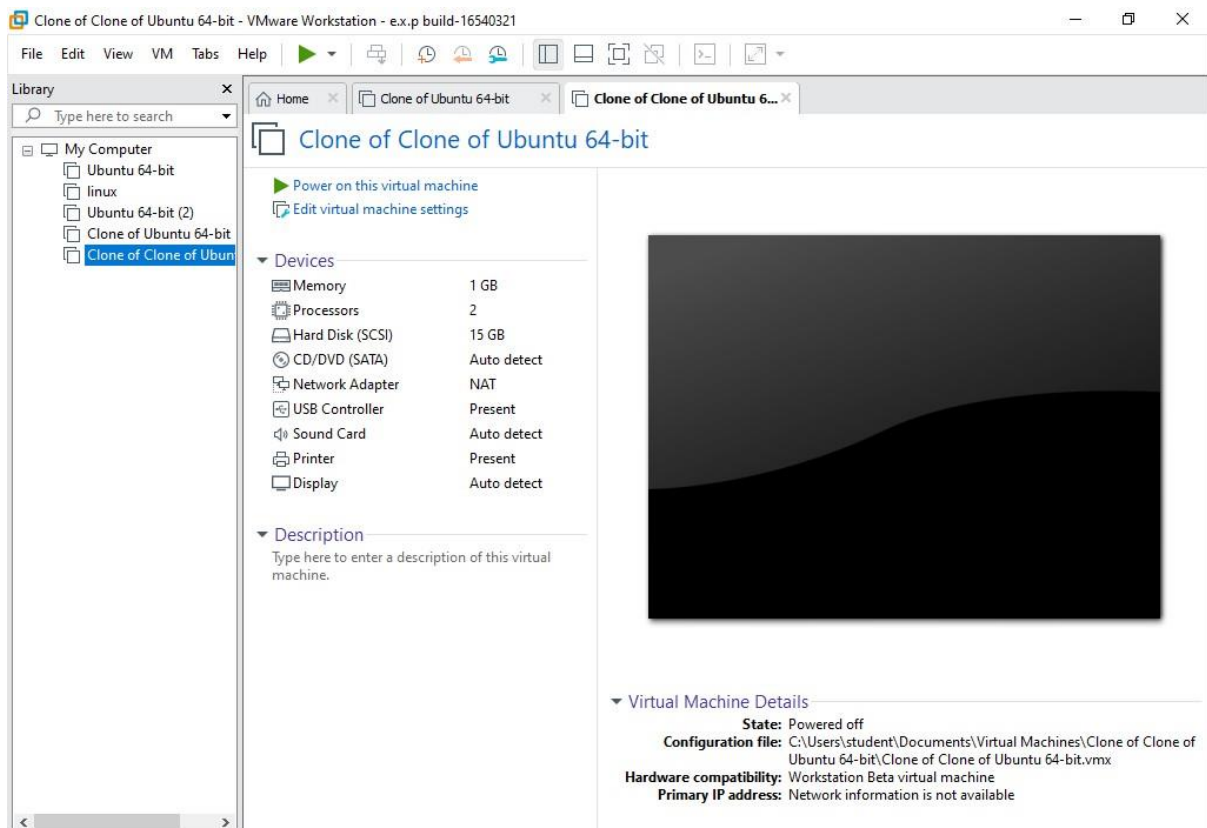 Clone of Clone of Ubuntu 64-bit - VMware Workstation - e.x.p build-16540321
File Edit View VM Tabs Help
Library
Type here to search
My Computer
Ubuntu 64-bit
linux
Ubuntu 64-bit (2)
Clone of Ubuntu 64-bit
Clone of Clone of Ubun
Home Clone of Ubuntu 64-bit Clone of Clone of Ubuntu 6...
Clone of Clone of Ubuntu 64-bit
Power on this virtual machine
Edit virtual machine settings
Devices
Memory 1 GB
Processors 2
Hard Disk (SCSI) 15 GB
CD/DVD (SATA) Auto detect
Network Adapter NAT
USB Controller Present
Sound Card Auto detect
Printer Present
Display Auto detect
Description
Type here to enter a description of this virtual
machine.
Virtual Machine Details
State: Powered off
Configuration file: C:\Users\student\Documents\Virtual Machines\Clone of Clone of
Ubuntu 64-bit\Clone of Clone of Ubuntu 64-bit.vmx
Hardware compatibility: Workstation Beta virtual machine
Primary IP address: Network information is not available